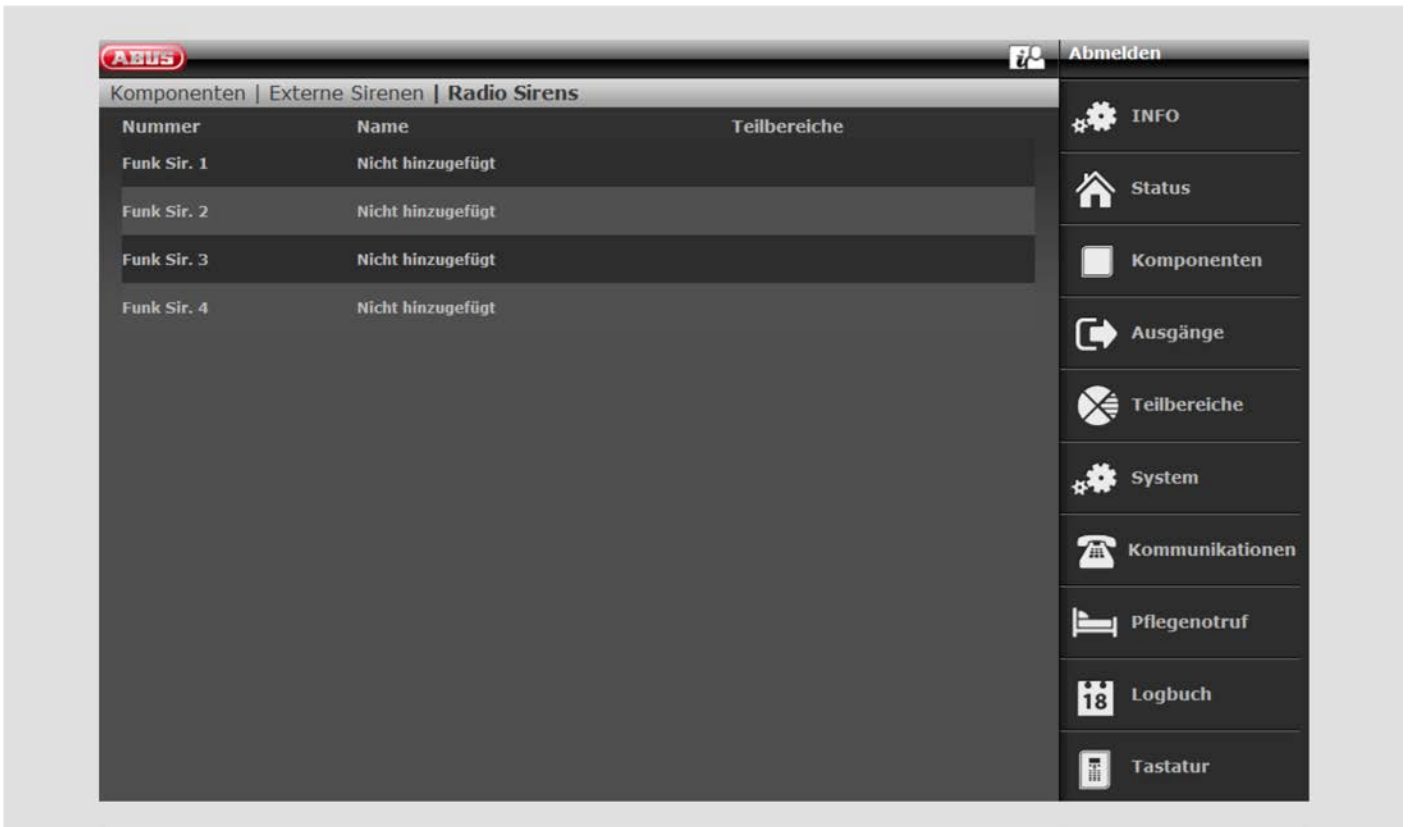 ABUS
Abmelden
Komponenten | Externe Sirenen | Radio Sirens
Nummer Name Teilbereiche
Funk Sir. 1 Nicht hinzugefügt
Funk Sir. 2 Nicht hinzugefügt
Funk Sir. 3 Nicht hinzugefügt
Funk Sir. 4 Nicht hinzugefügt
INFO
Status
Komponenten
Ausgänge
Teilbereiche
System
Kommunikationen
Pflegenotruf
18
Logbuch
Tastatur